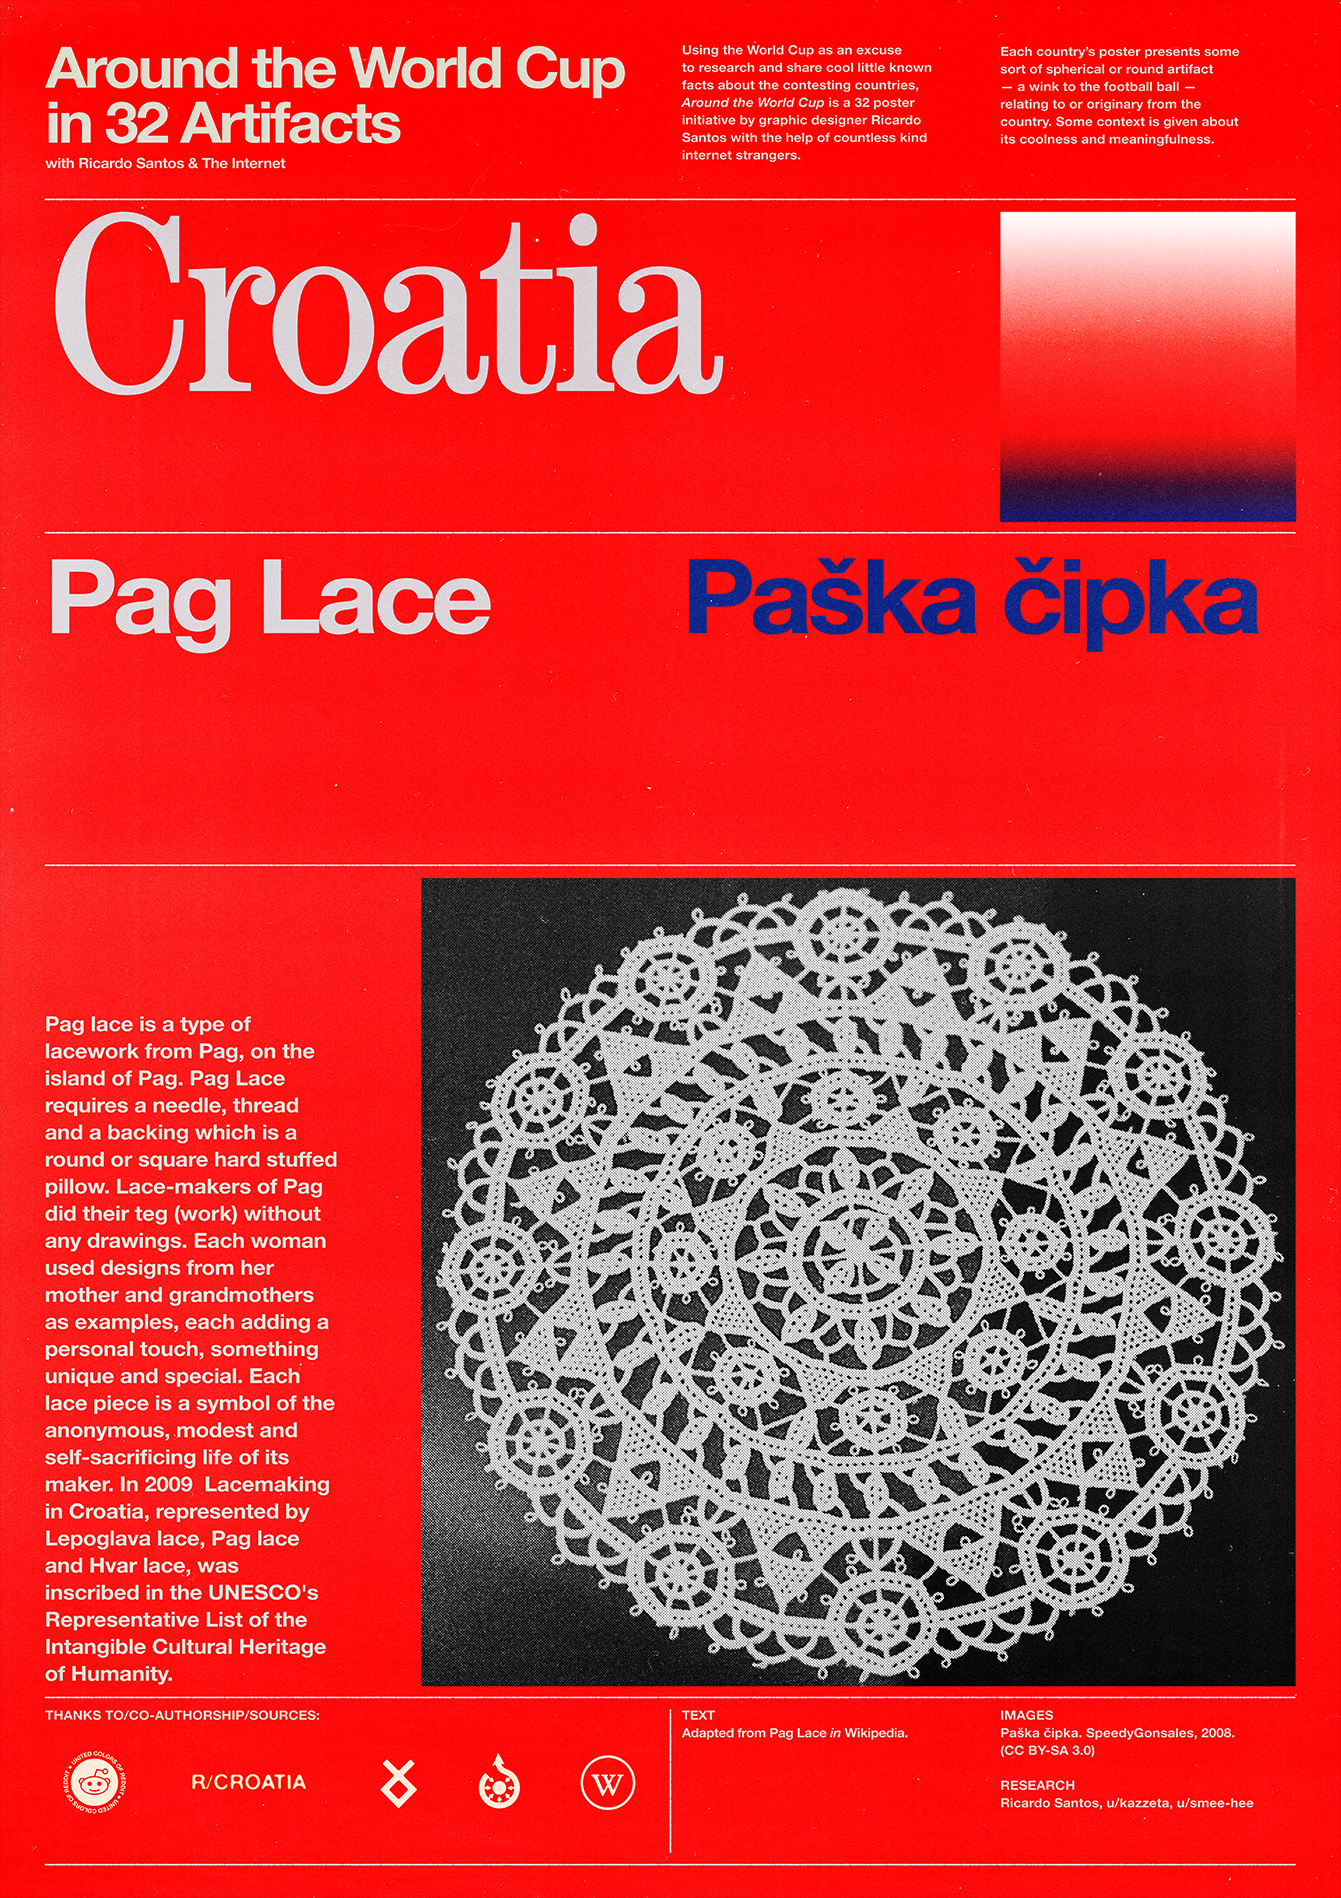 Around the World Cup
in 32 Artifacts
with Ricardo Santos & The Internet
Using the World Cup as an excuse
to research and share cool little known
facts about the contesting countries,
Around the World Cup is a 32 poster
initiative by graphic designer Ricardo
Santos with the help of countless kind
internet strangers.
Each country's poster presents some
sort of spherical or round artifact
— a wink to the football ball —
relating to or originary from the
country. Some context is given about
its coolness and meaningfulness.
Croatia
Pag Lace
Paška čipka
Pag lace is a type of
lacework from Pag, on the
island of Pag. Pag Lace
requires a needle, thread
and a backing which is a
round or square hard stuffed
pillow. Lace-makers of Pag
did their teg (work) without
any drawings. Each woman
used designs from her
mother and grandmothers
as examples, each adding a
personal touch, something
unique and special. Each
lace piece is a symbol of the
anonymous, modest and
self-sacrificing life of its
maker. In 2009  Lacemaking
in Croatia, represented by
Lepoglava lace, Pag lace
and Hvar lace, was
inscribed in the UNESCO's
Representative List of the
Intangible Cultural Heritage
of Humanity.
THANKS TO/CO-AUTHORSHIP/SOURCES:
UNITED COLORS OF REDDIT • UNITED COLORS OF REDDIT •
R/CROATIA
W
TEXT
Adapted from Pag Lace in Wikipedia.
IMAGES
Paška čipka. SpeedyGonsales, 2008.
(CC BY-SA 3.0)
RESEARCH
Ricardo Santos, u/kazzeta, u/smee-hee